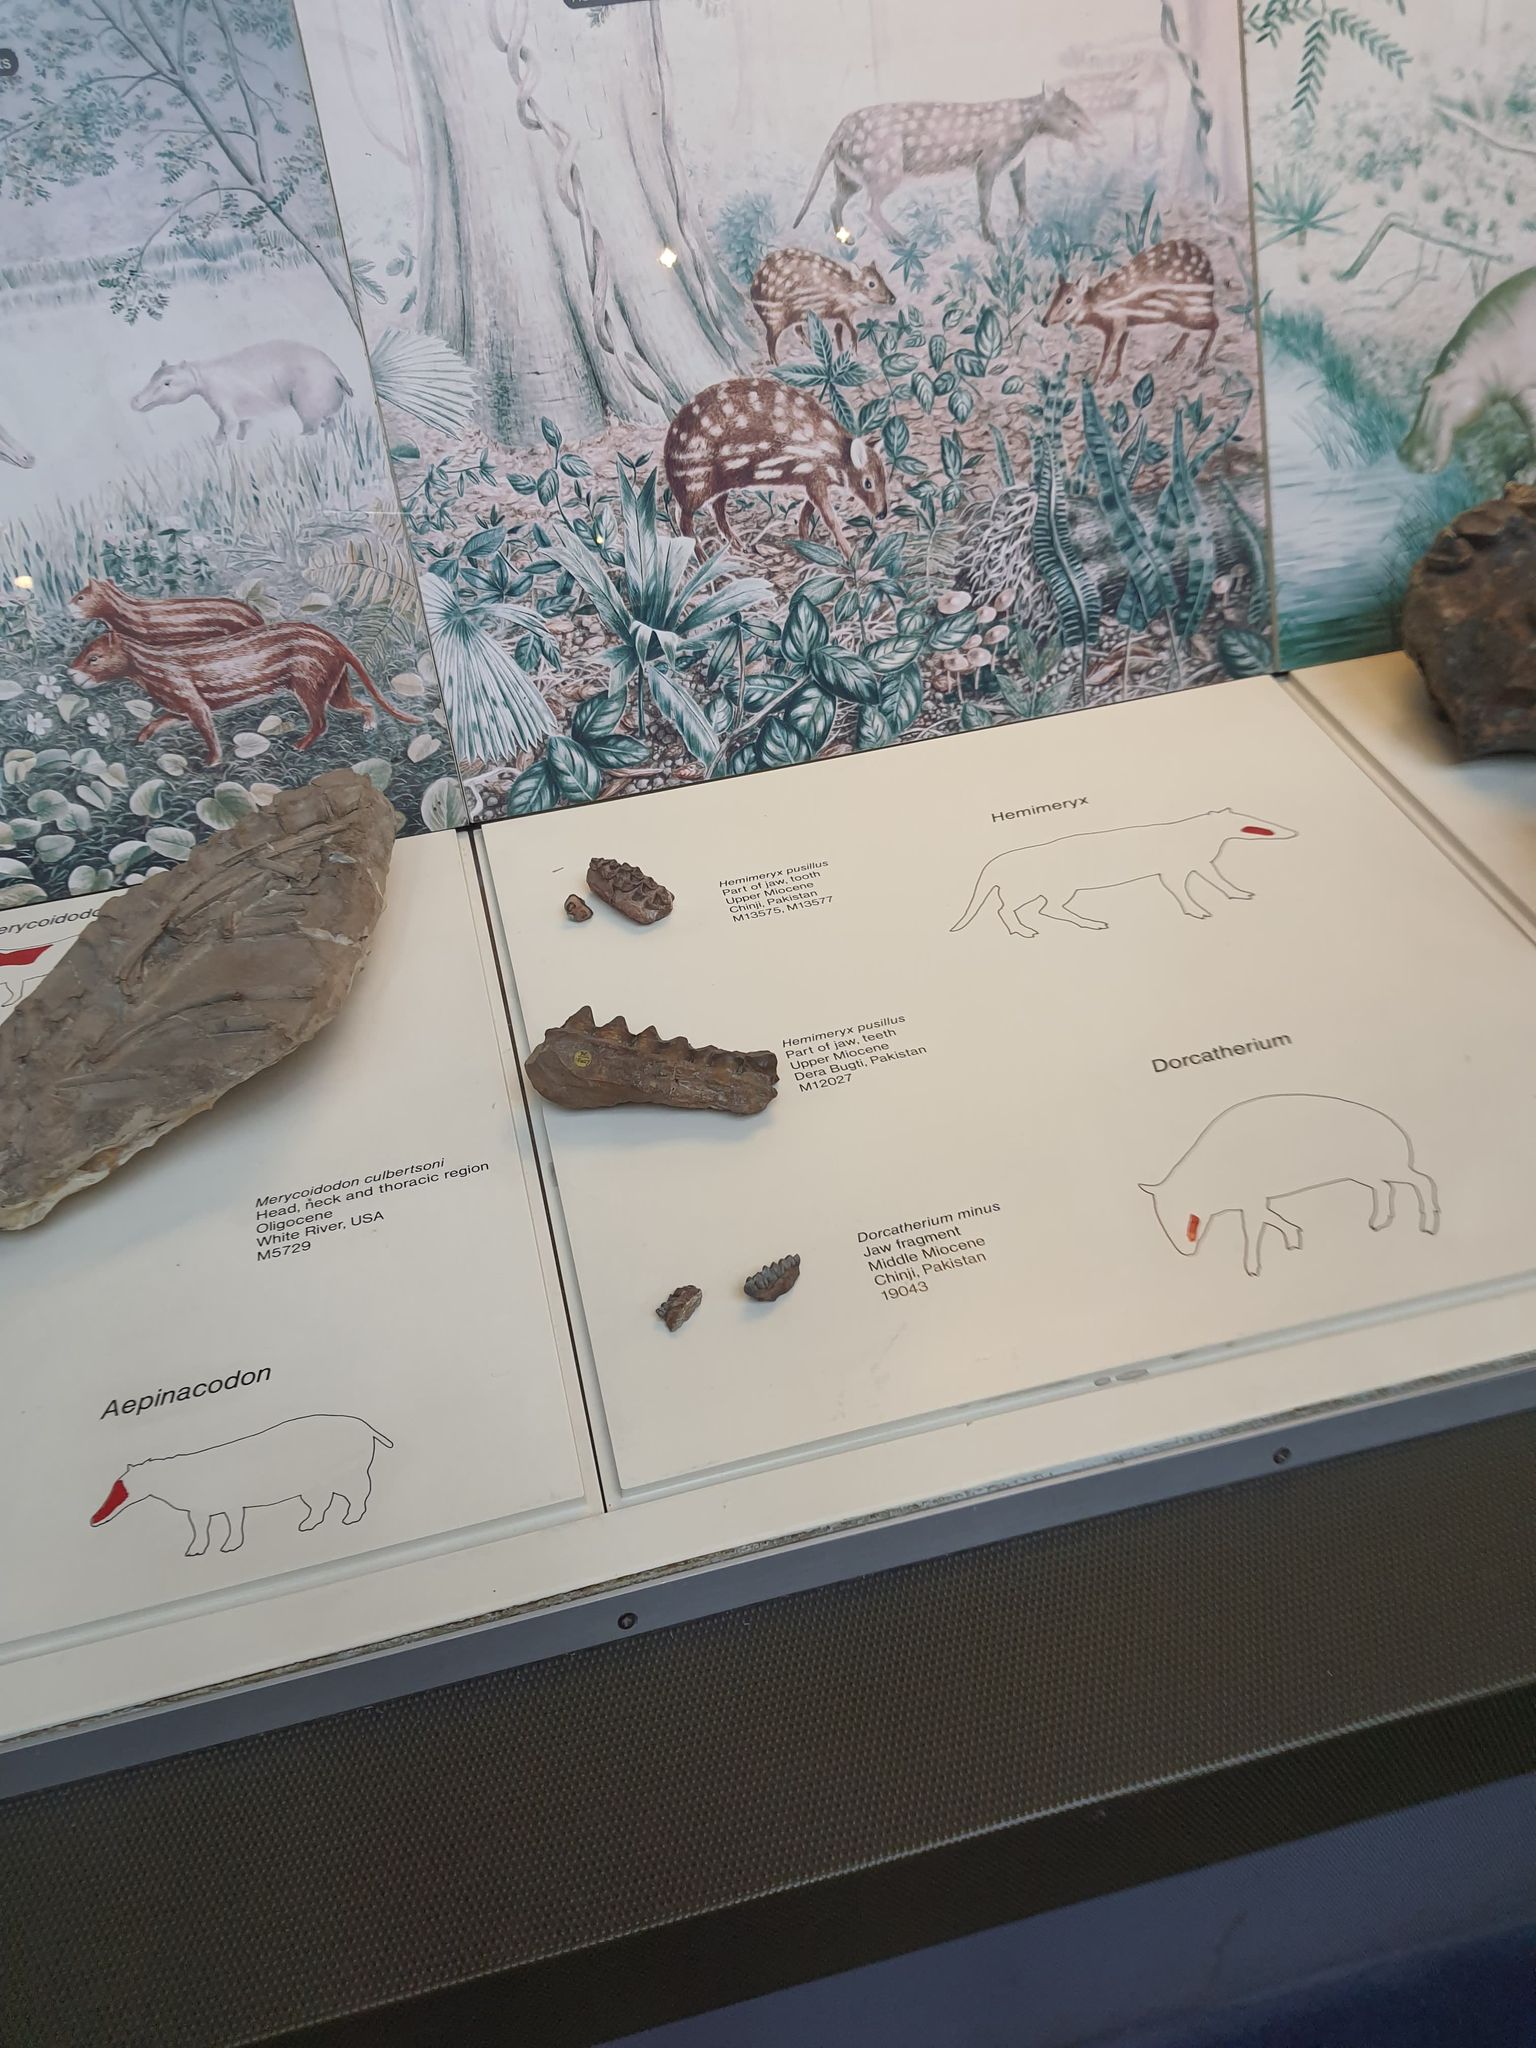 Merycoidodon culbertsoni
Head, neck and thoracic region
Oligocene
White River, USA
M5729
Aepinacodon
Hemimeryx pusillus
Part of jaw, tooth
Upper Miocene
Chinji, Pakistan
M13575, M13577
Hemimeryx
Hemimeryx pusillus
Part of jaw, teeth
Upper Miocene
Dera Bugti, Pakistan
M12027
Dorcatherium
Dorcatherium minus
Jaw fragment
Middle Miocene
Chinji, Pakistan
19043